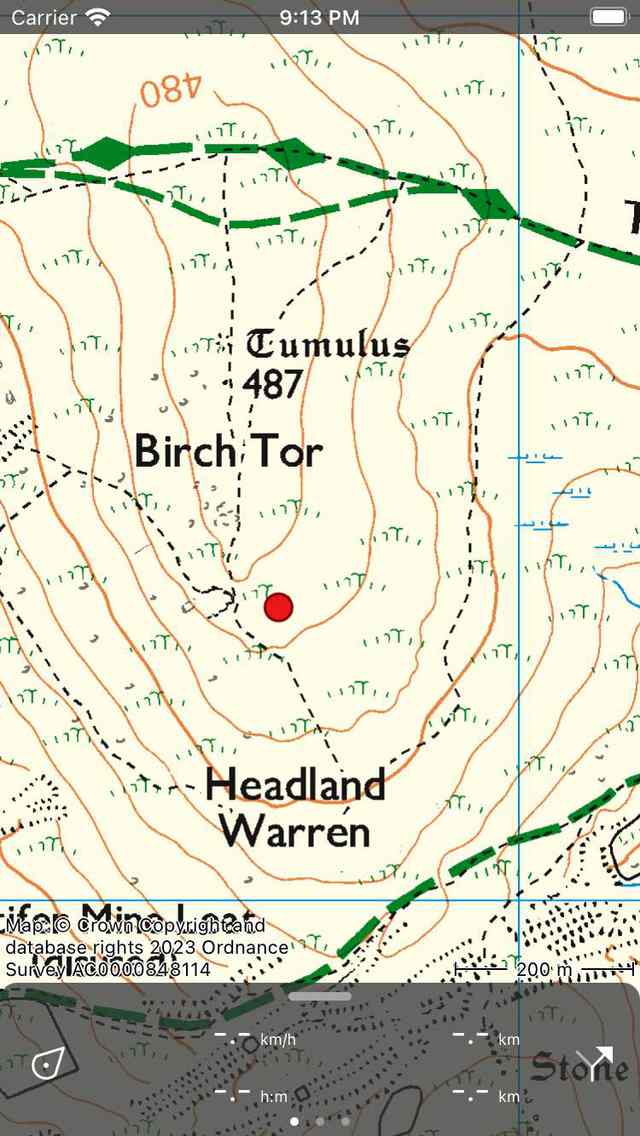 Carrier 9:13 PM
480
Tumulus
487
Birch Tor
Headland
Warren
Map: © Crown Copyright and
database rights 2023 Ordnance
Survey AC0000848114
(disused)
200 m
-.- km/h -.- km
Stone
-.- h:m -.- km